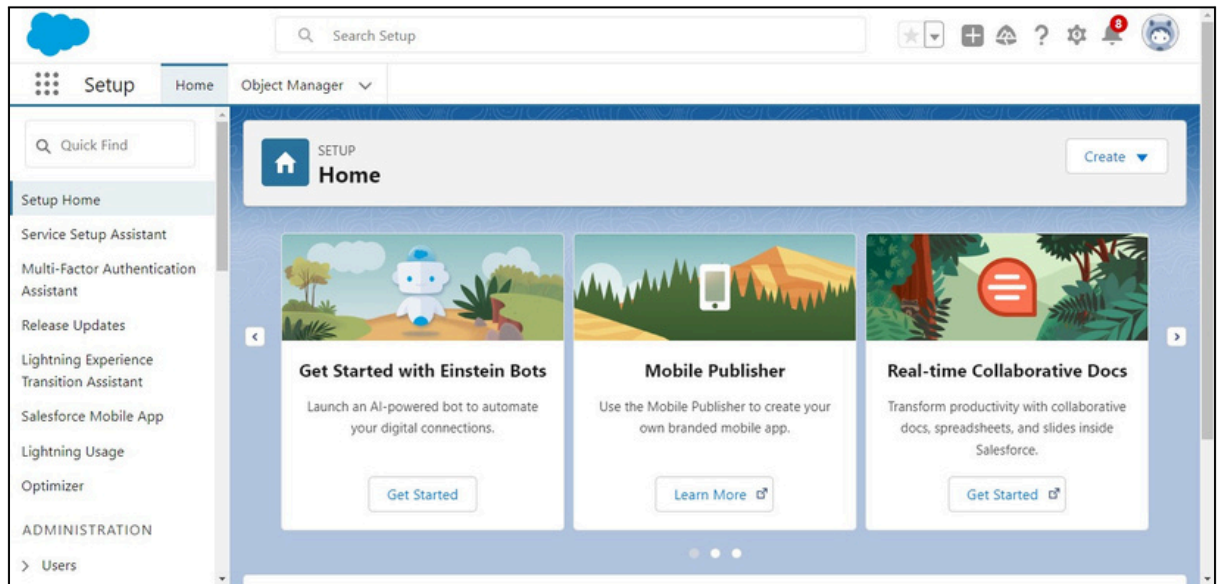 Search Setup
8
Setup
Home
Object Manager
Quick Find
Setup Home
Service Setup Assistant
Multi-Factor Authentication
Assistant
Release Updates
Lightning Experience
Transition Assistant
Salesforce Mobile App
Lightning Usage
Optimizer
ADMINISTRATION
Users
SETUP
Home
Create
Get Started with Einstein Bots
Launch an AI-powered bot to automate
your digital connections.
Get Started
Mobile Publisher
Use the Mobile Publisher to create your
own branded mobile app.
Learn More
Real-time Collaborative Docs
Transform productivity with collaborative
docs, spreadsheets, and slides inside
Salesforce.
Get Started